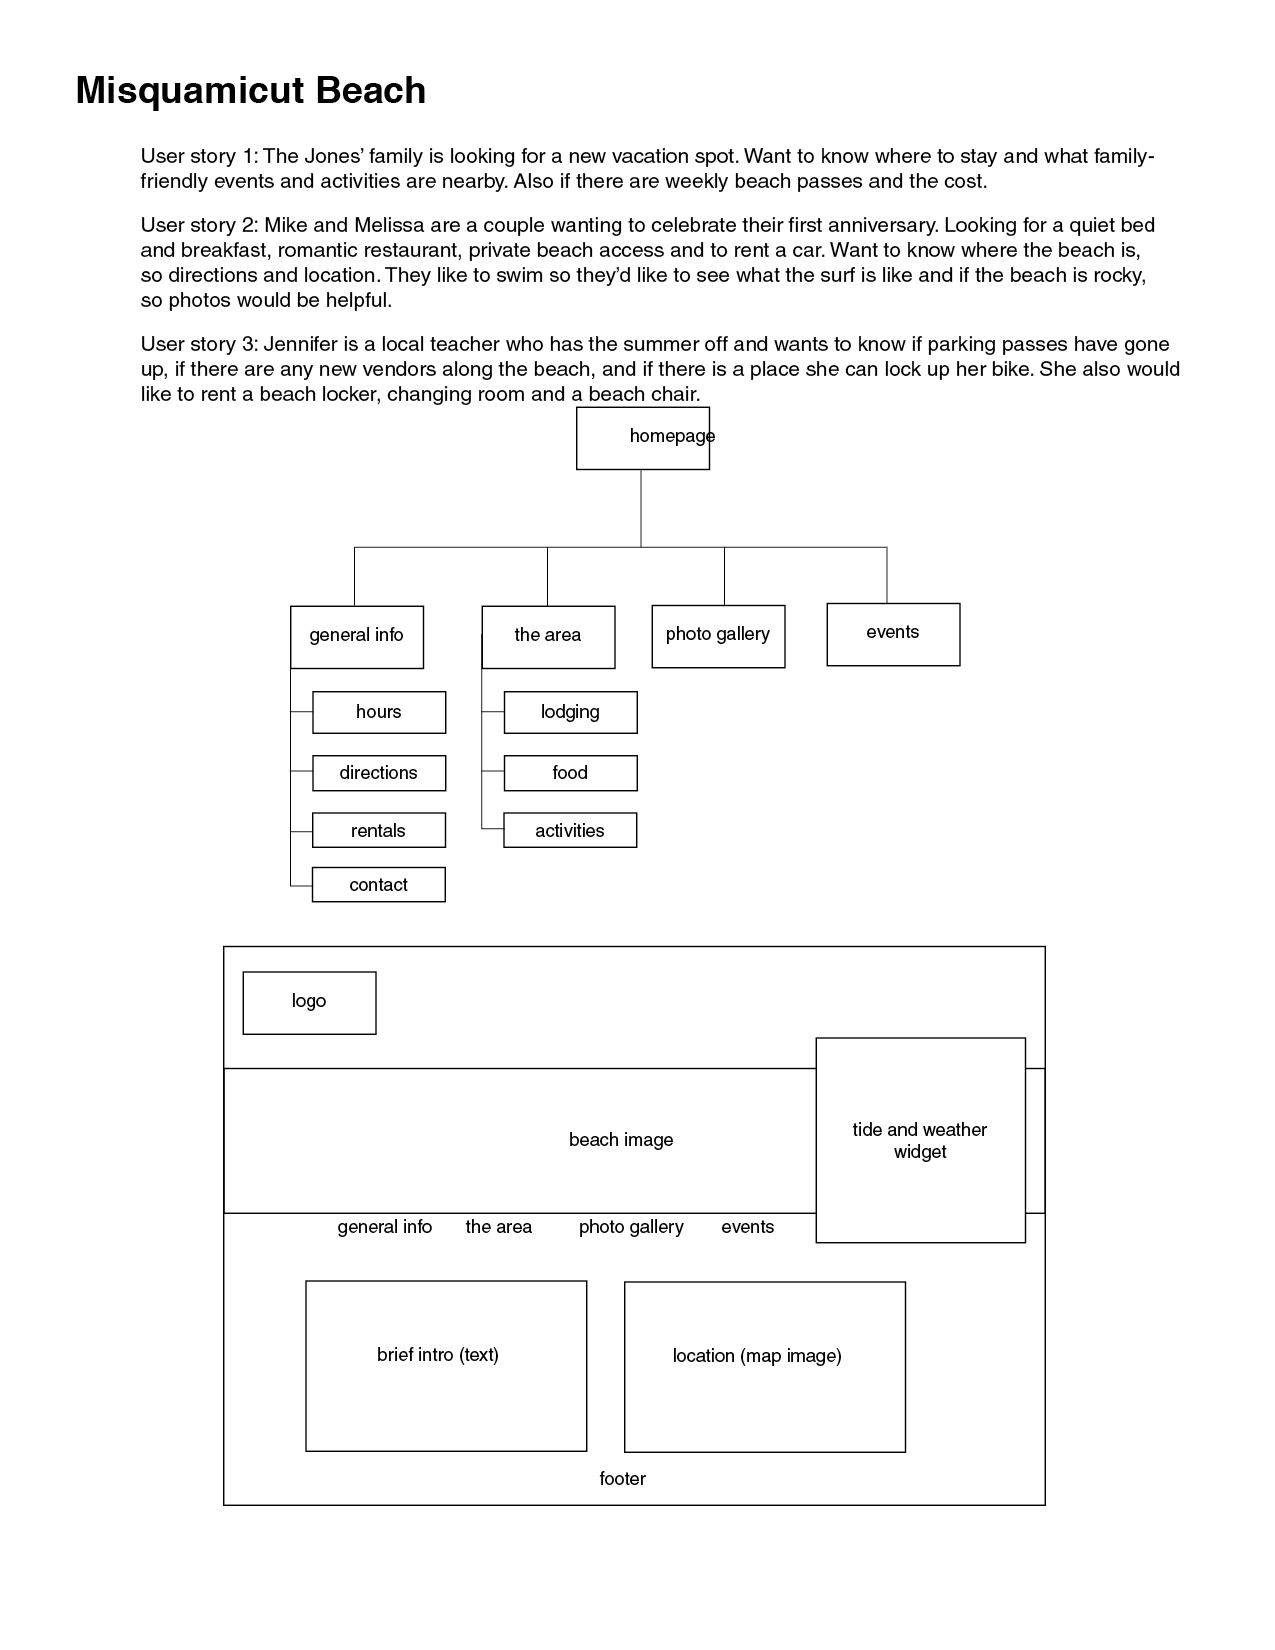 Misquamicut Beach
User story 1: The Jones’ family is looking for a new vacation spot. Want to know where to stay and what family-
friendly events and activities are nearby. Also if there are weekly beach passes and the cost.
User story 2: Mike and Melissa are a couple wanting to celebrate their first anniversary. Looking for a quiet bed
and breakfast, romantic restaurant, private beach access and to rent a car. Want to know where the beach is,
so directions and location. They like to swim so they’d like to see what the surf is like and if the beach is rocky,
so photos would be helpful.
User story 3: Jennifer is a local teacher who has the summer off and wants to know if parking passes have gone
up, if there are any new vendors along the beach, and if there is a place she can lock up her bike. She also would
like to rent a beach locker, changing room and a beach chair.
homepage
general info
the area
photo gallery
events
hours
lodging
directions
food
rentals
activities
contact
logo
beach image
tide and weather
widget
general info
the area
photo gallery
events
brief intro (text)
location (map image)
footer